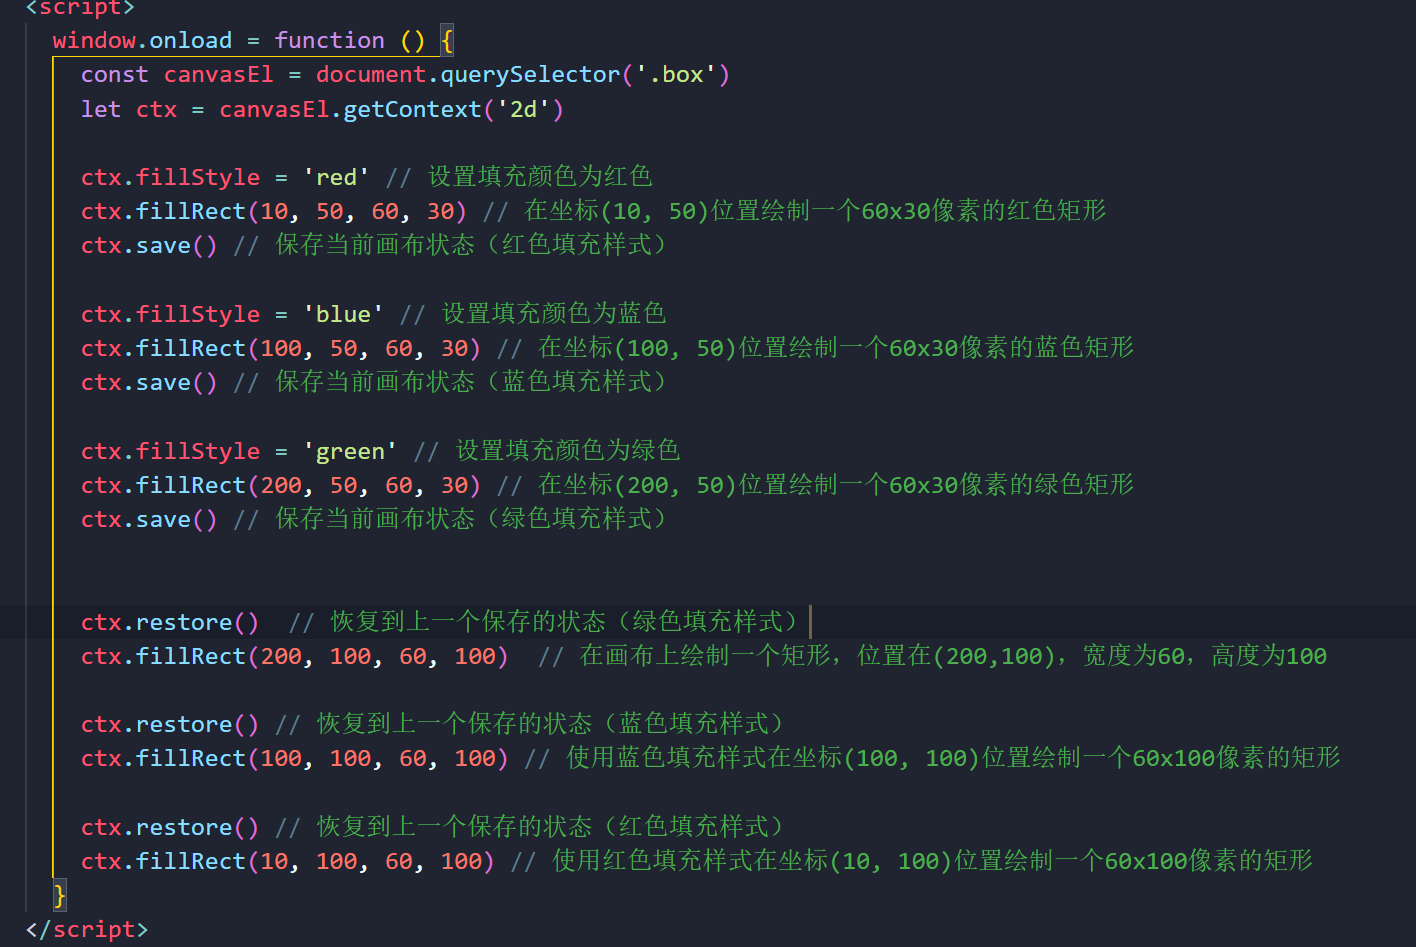 <script>
window.onload = function () {
const canvasEl = document.querySelector('.box')
let ctx = canvasEl.getContext('2d')
ctx.fillStyle = 'red' // 设置填充颜色为红色
ctx.fillRect(10, 50, 60, 30) // 在坐标(10, 50)位置绘制一个60x30像素的红色矩形
ctx.save() // 保存当前画布状态（红色填充样式）
ctx.fillStyle = 'blue' // 设置填充颜色为蓝色
ctx.fillRect(100, 50, 60, 30) // 在坐标(100, 50)位置绘制一个60x30像素的蓝色矩形
ctx.save() // 保存当前画布状态（蓝色填充样式）
ctx.fillStyle = 'green' // 设置填充颜色为绿色
ctx.fillRect(200, 50, 60, 30) // 在坐标(200, 50)位置绘制一个60x30像素的绿色矩形
ctx.save() // 保存当前画布状态（绿色填充样式）
ctx.restore()  // 恢复到上一个保存的状态（绿色填充样式）
ctx.fillRect(200, 100, 60, 100)  // 在画布上绘制一个矩形，位置在(200,100)，宽度为60，高度为100
ctx.restore() // 恢复到上一个保存的状态（蓝色填充样式）
ctx.fillRect(100, 100, 60, 100) // 使用蓝色填充样式在坐标(100, 100)位置绘制一个60x100像素的矩形
ctx.restore() // 恢复到上一个保存的状态（红色填充样式）
ctx.fillRect(10, 100, 60, 100) // 使用红色填充样式在坐标(10, 100)位置绘制一个60x100像素的矩形
}
</script>